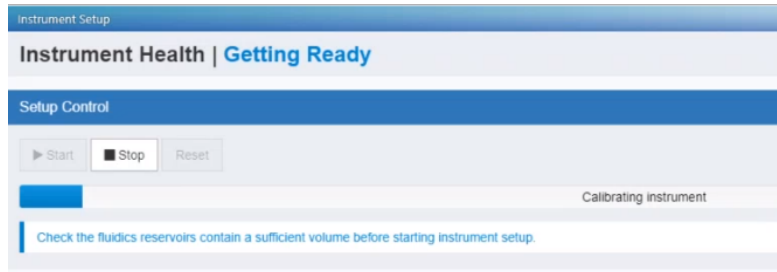 Instrument Setup
Instrument Health | Getting Ready
Setup Control
Start Stop Reset
Calibrating instrument
Check the fluidics reservoirs contain a sufficient volume before starting instrument setup.